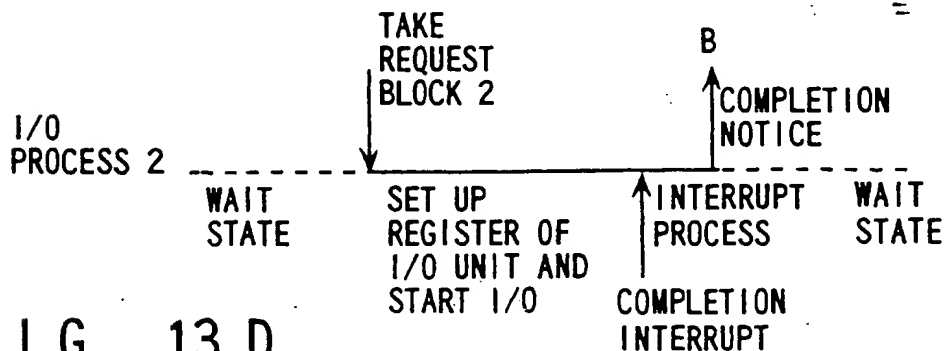 TAKE
REQUEST
BLOCK 2
B
COMPLETION
NOTICE
I/O
PROCESS 2
WAIT
STATE
SET UP
REGISTER OF
I/O UNIT AND
START I/O
INTERRUPT
PROCESS
WAIT
STATE
COMPLETION
INTERRUPT
I G . 13 D